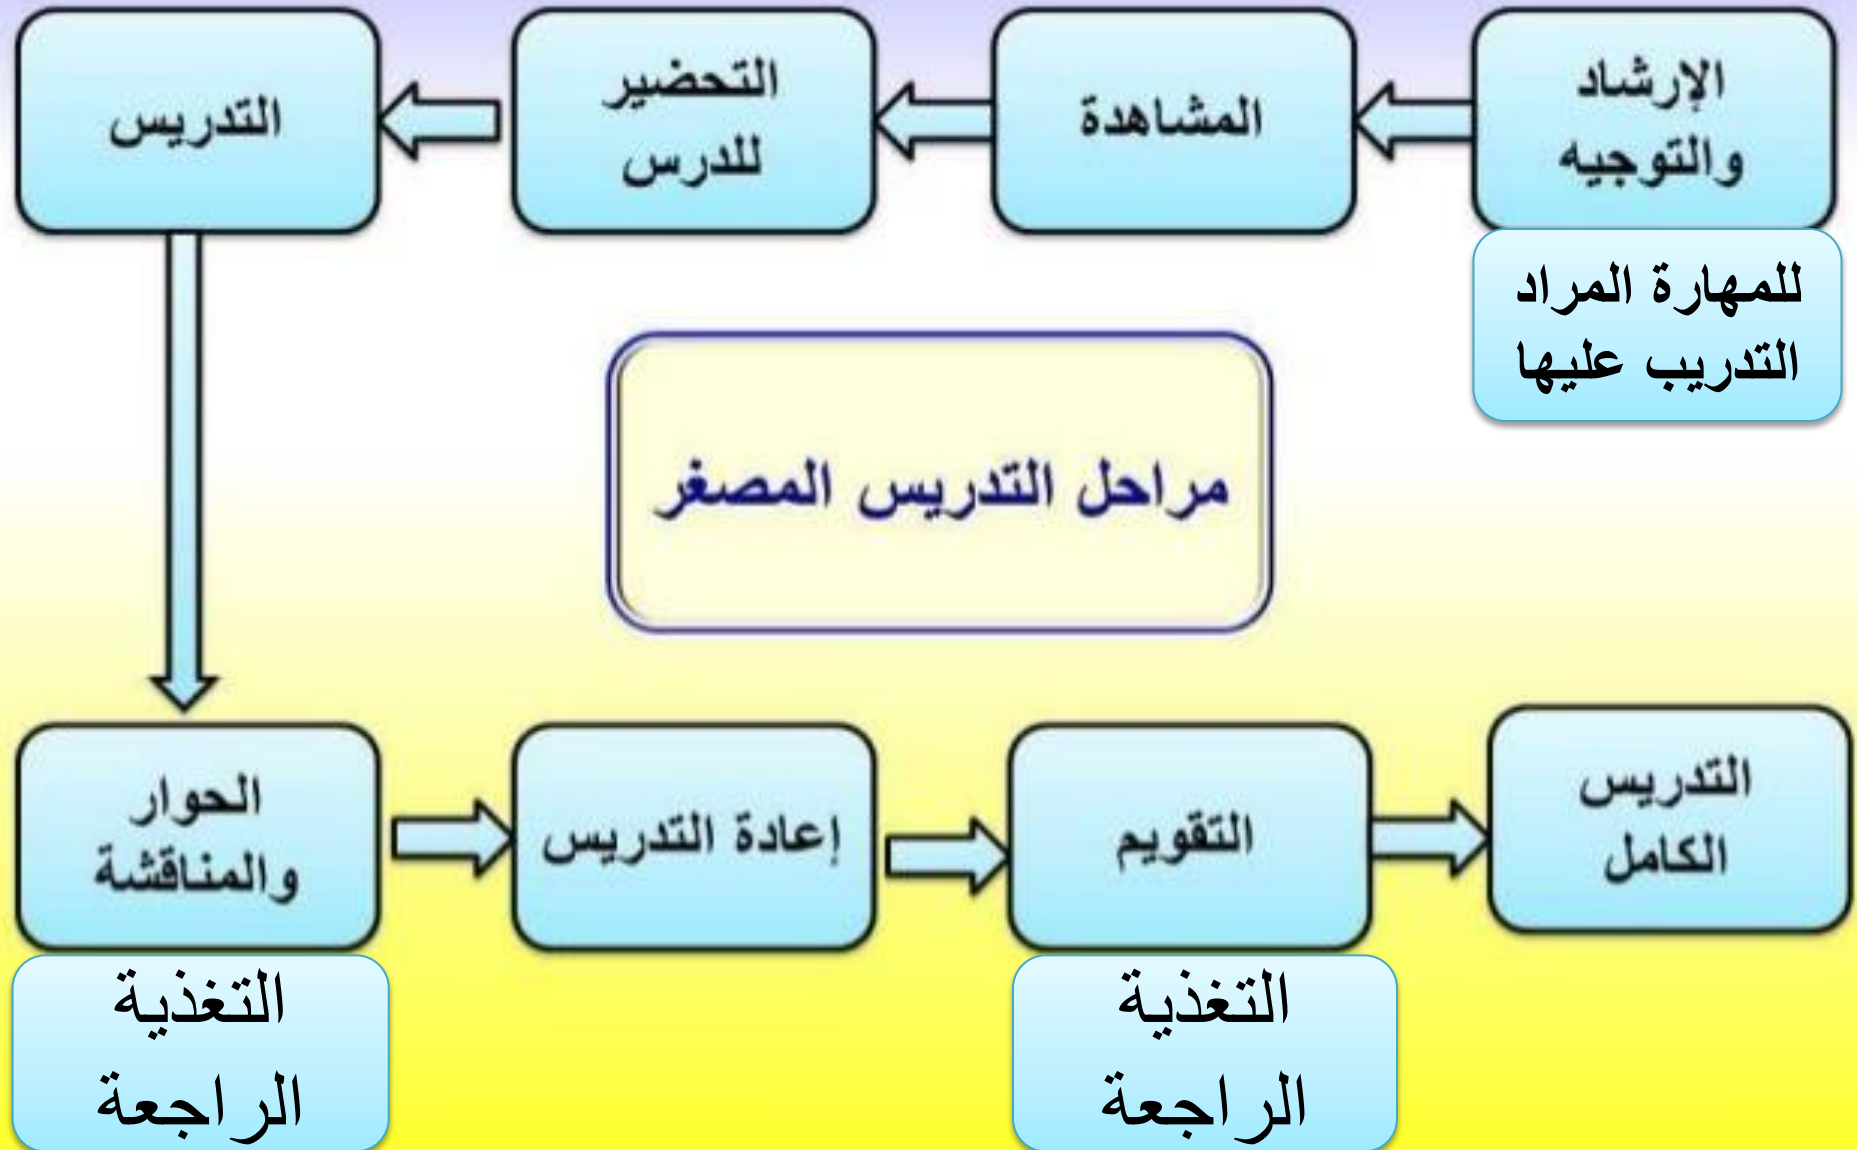 الإرشاد
والتوجيه
للمهارة المراد
التدريب عليها
المشاهدة
التحضير
للدرس
التدريس
مراحل التدريس المصغر
الحوار
والمناقشة
التغذية
الراجعة
إعادة التدريس
التقويم
التغذية
الراجعة
التدريس
الكامل